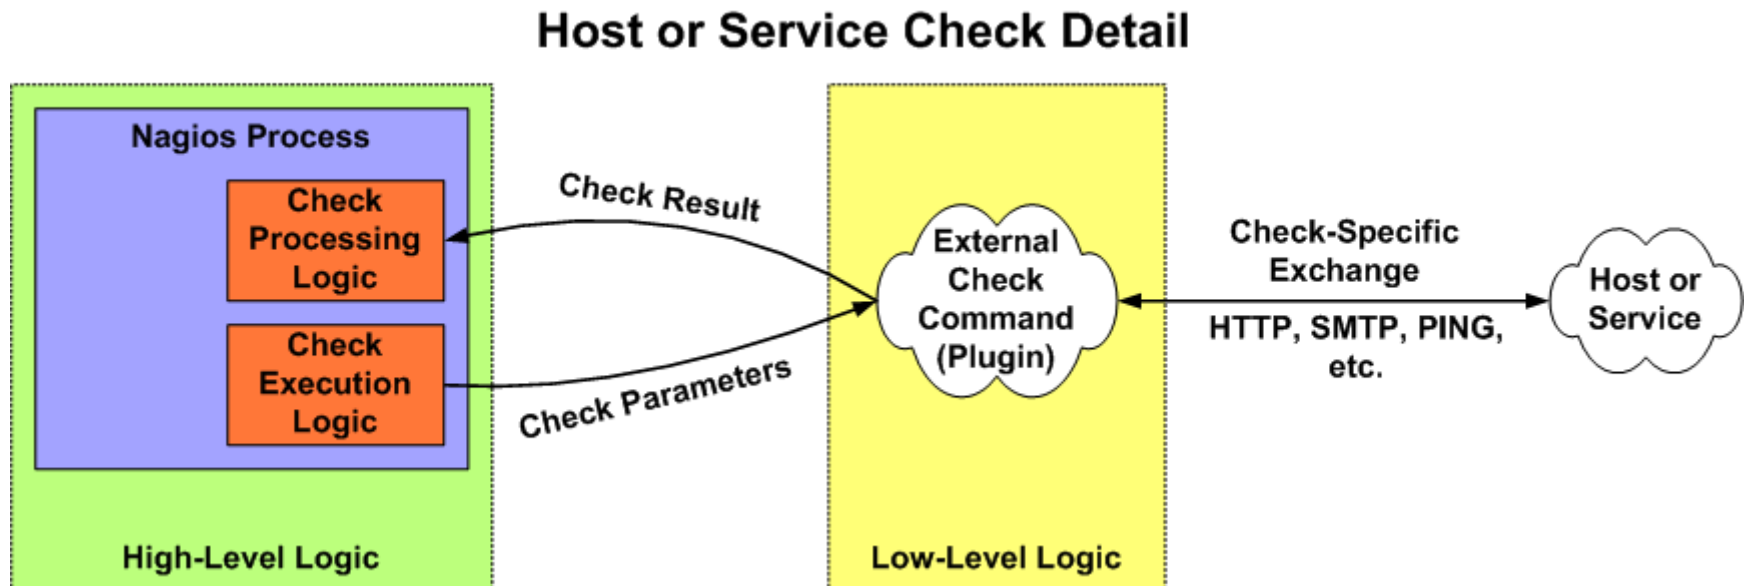 Host or Service Check Detail
Nagios Process
Check
Processing
Logic
Check
Execution
Logic
High-Level Logic
Check Result
Check Parameters
External
Check
Command
(Plugin)
Low-Level Logic
Check-Specific
Exchange
HTTP, SMTP, PING,
etc.
Host or
Service